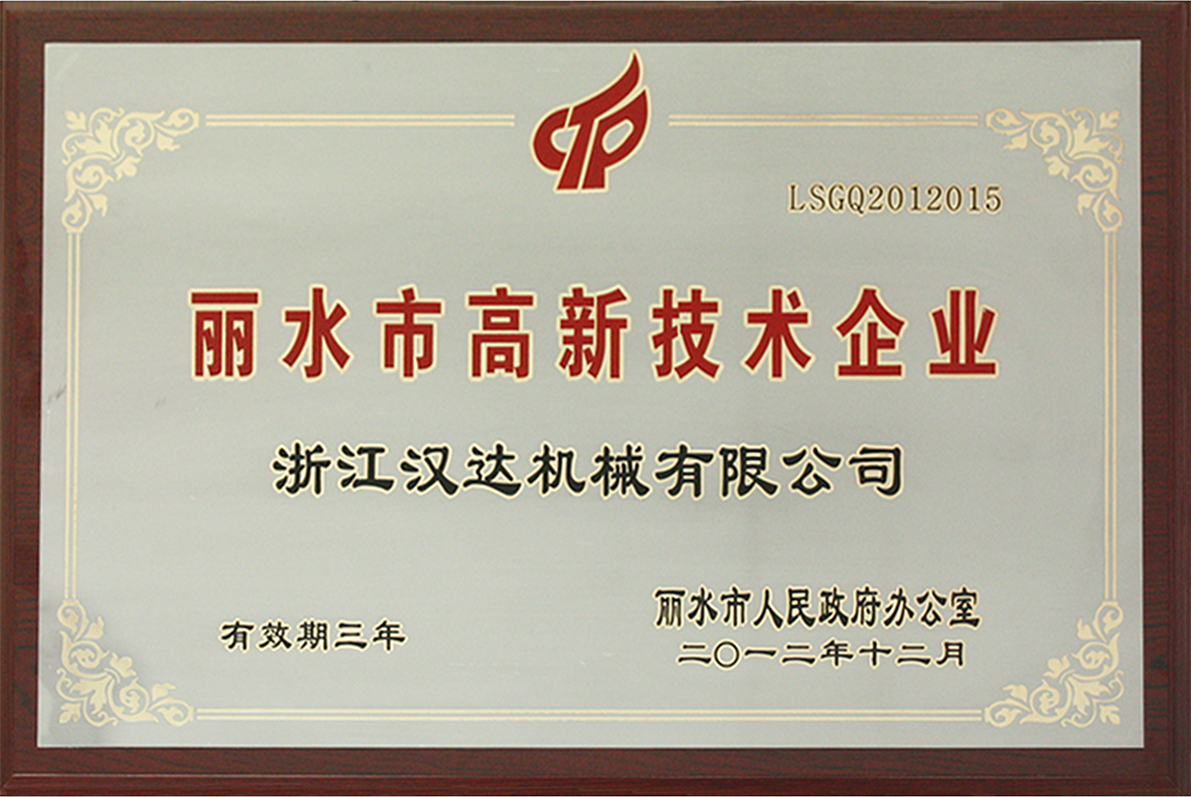 LSGQ2012015
丽水市高新技术企业
浙江汉达机械有限公司
有效期三年
丽水市人民政府办公室
二〇一二年十二月